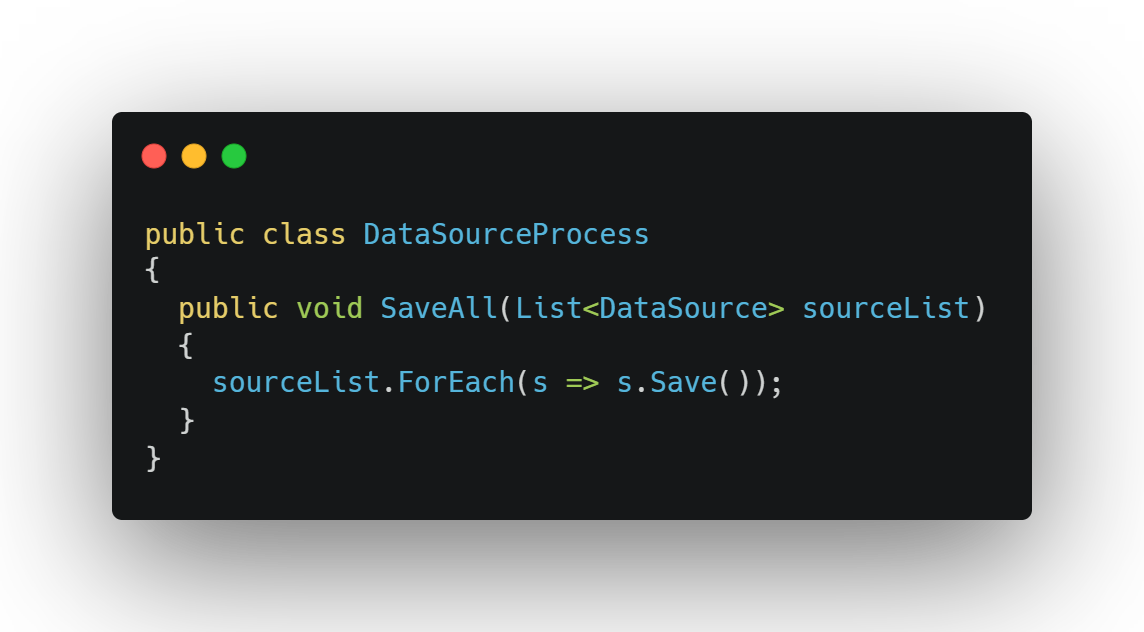 public class DataSourceProcess
{
  public void SaveAll(List<DataSource> sourceList)
  {
    sourceList.ForEach(s => s.Save());
  }
}